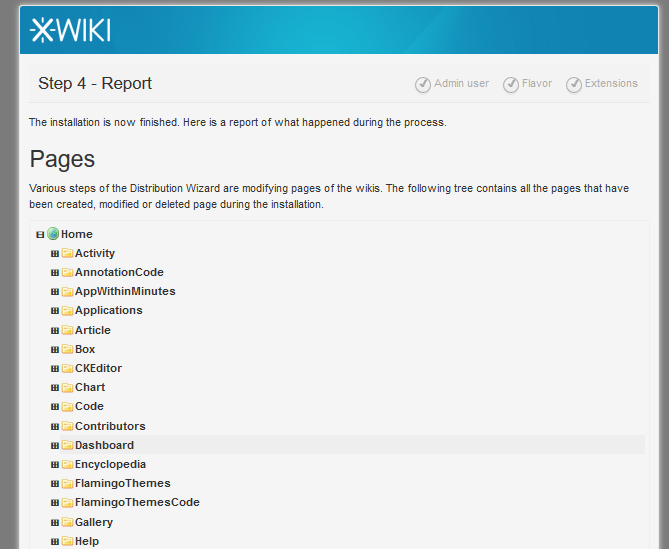 XWIKI
Step 4 - Report
Admin user
Flavor
Extensions
The installation is now finished. Here is a report of what happened during the process.
Pages
Various steps of the Distribution Wizard are modifying pages of the wikis. The following tree contains all the pages that have
been created, modified or deleted page during the installation.
Home
Activity
AnnotationCode
AppWithinMinutes
Applications
Article
Box
CKEditor
Chart
Code
Contributors
Dashboard
Encyclopedia
FlamingoThemes
FlamingoThemesCode
Gallery
Help